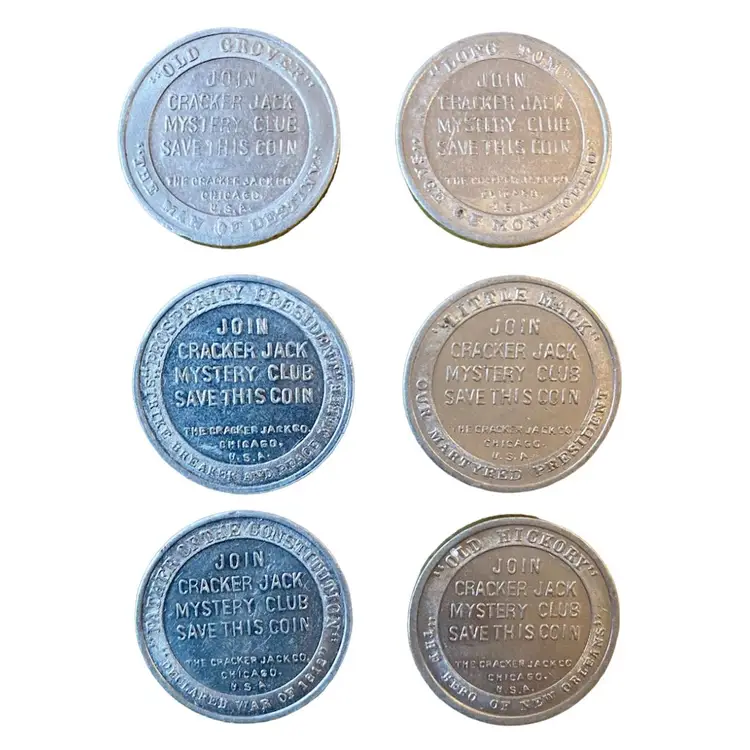 "OLD GROVER"
JOIN
CRACKER JACK
MYSTERY CLUB
SAVE THIS COIN
THE CRACKER JACK CO.
CHICAGO.
U.S.A.
"THE MAN OF DESTINY"
"LONG TOM"
JOIN
CRACKER JACK
MYSTERY CLUB
SAVE THIS COIN
THE CRACKER JACK CO.
CHICAGO.
U.S.A.
"SAGE OF MONTICELLO"
"PROSPERITY PRESIDENT"
JOIN
CRACKER JACK
MYSTERY CLUB
SAVE THIS COIN
THE CRACKER JACK CO.
CHICAGO.
U.S.A.
BREAKER AND PEACE
"LITTLE MACK"
JOIN
CRACKER JACK
MYSTERY CLUB
SAVE THIS COIN
THE CRACKER JACK CO.
CHICAGO.
U.S.A.
OUR MARTYRED PRESIDENT
"FATHER OF THE CONSTITUTION"
JOIN
CRACKER JACK
MYSTERY CLUB
SAVE THIS COIN
THE CRACKER JACK CO.
CHICAGO.
U.S.A.
"DECLARED WAR OF 1812"
"OLD HICKORY"
JOIN
CRACKER JACK
MYSTERY CLUB
SAVE THIS COIN
THE CRACKER JACK CO.
CHICAGO.
U.S.A.
"THE HERO OF NEW ORLEANS"